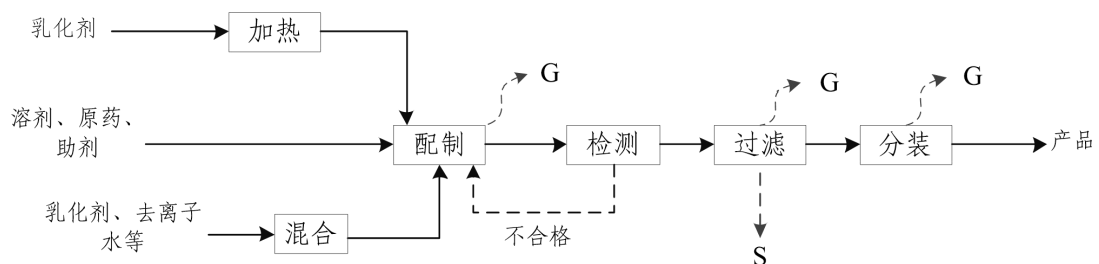 乳化剂
加热
G
G
G
溶剂、原药、
助剂
配制
检测
过滤
分装
产品
乳化剂、去离子
水等
混合
不合格
S